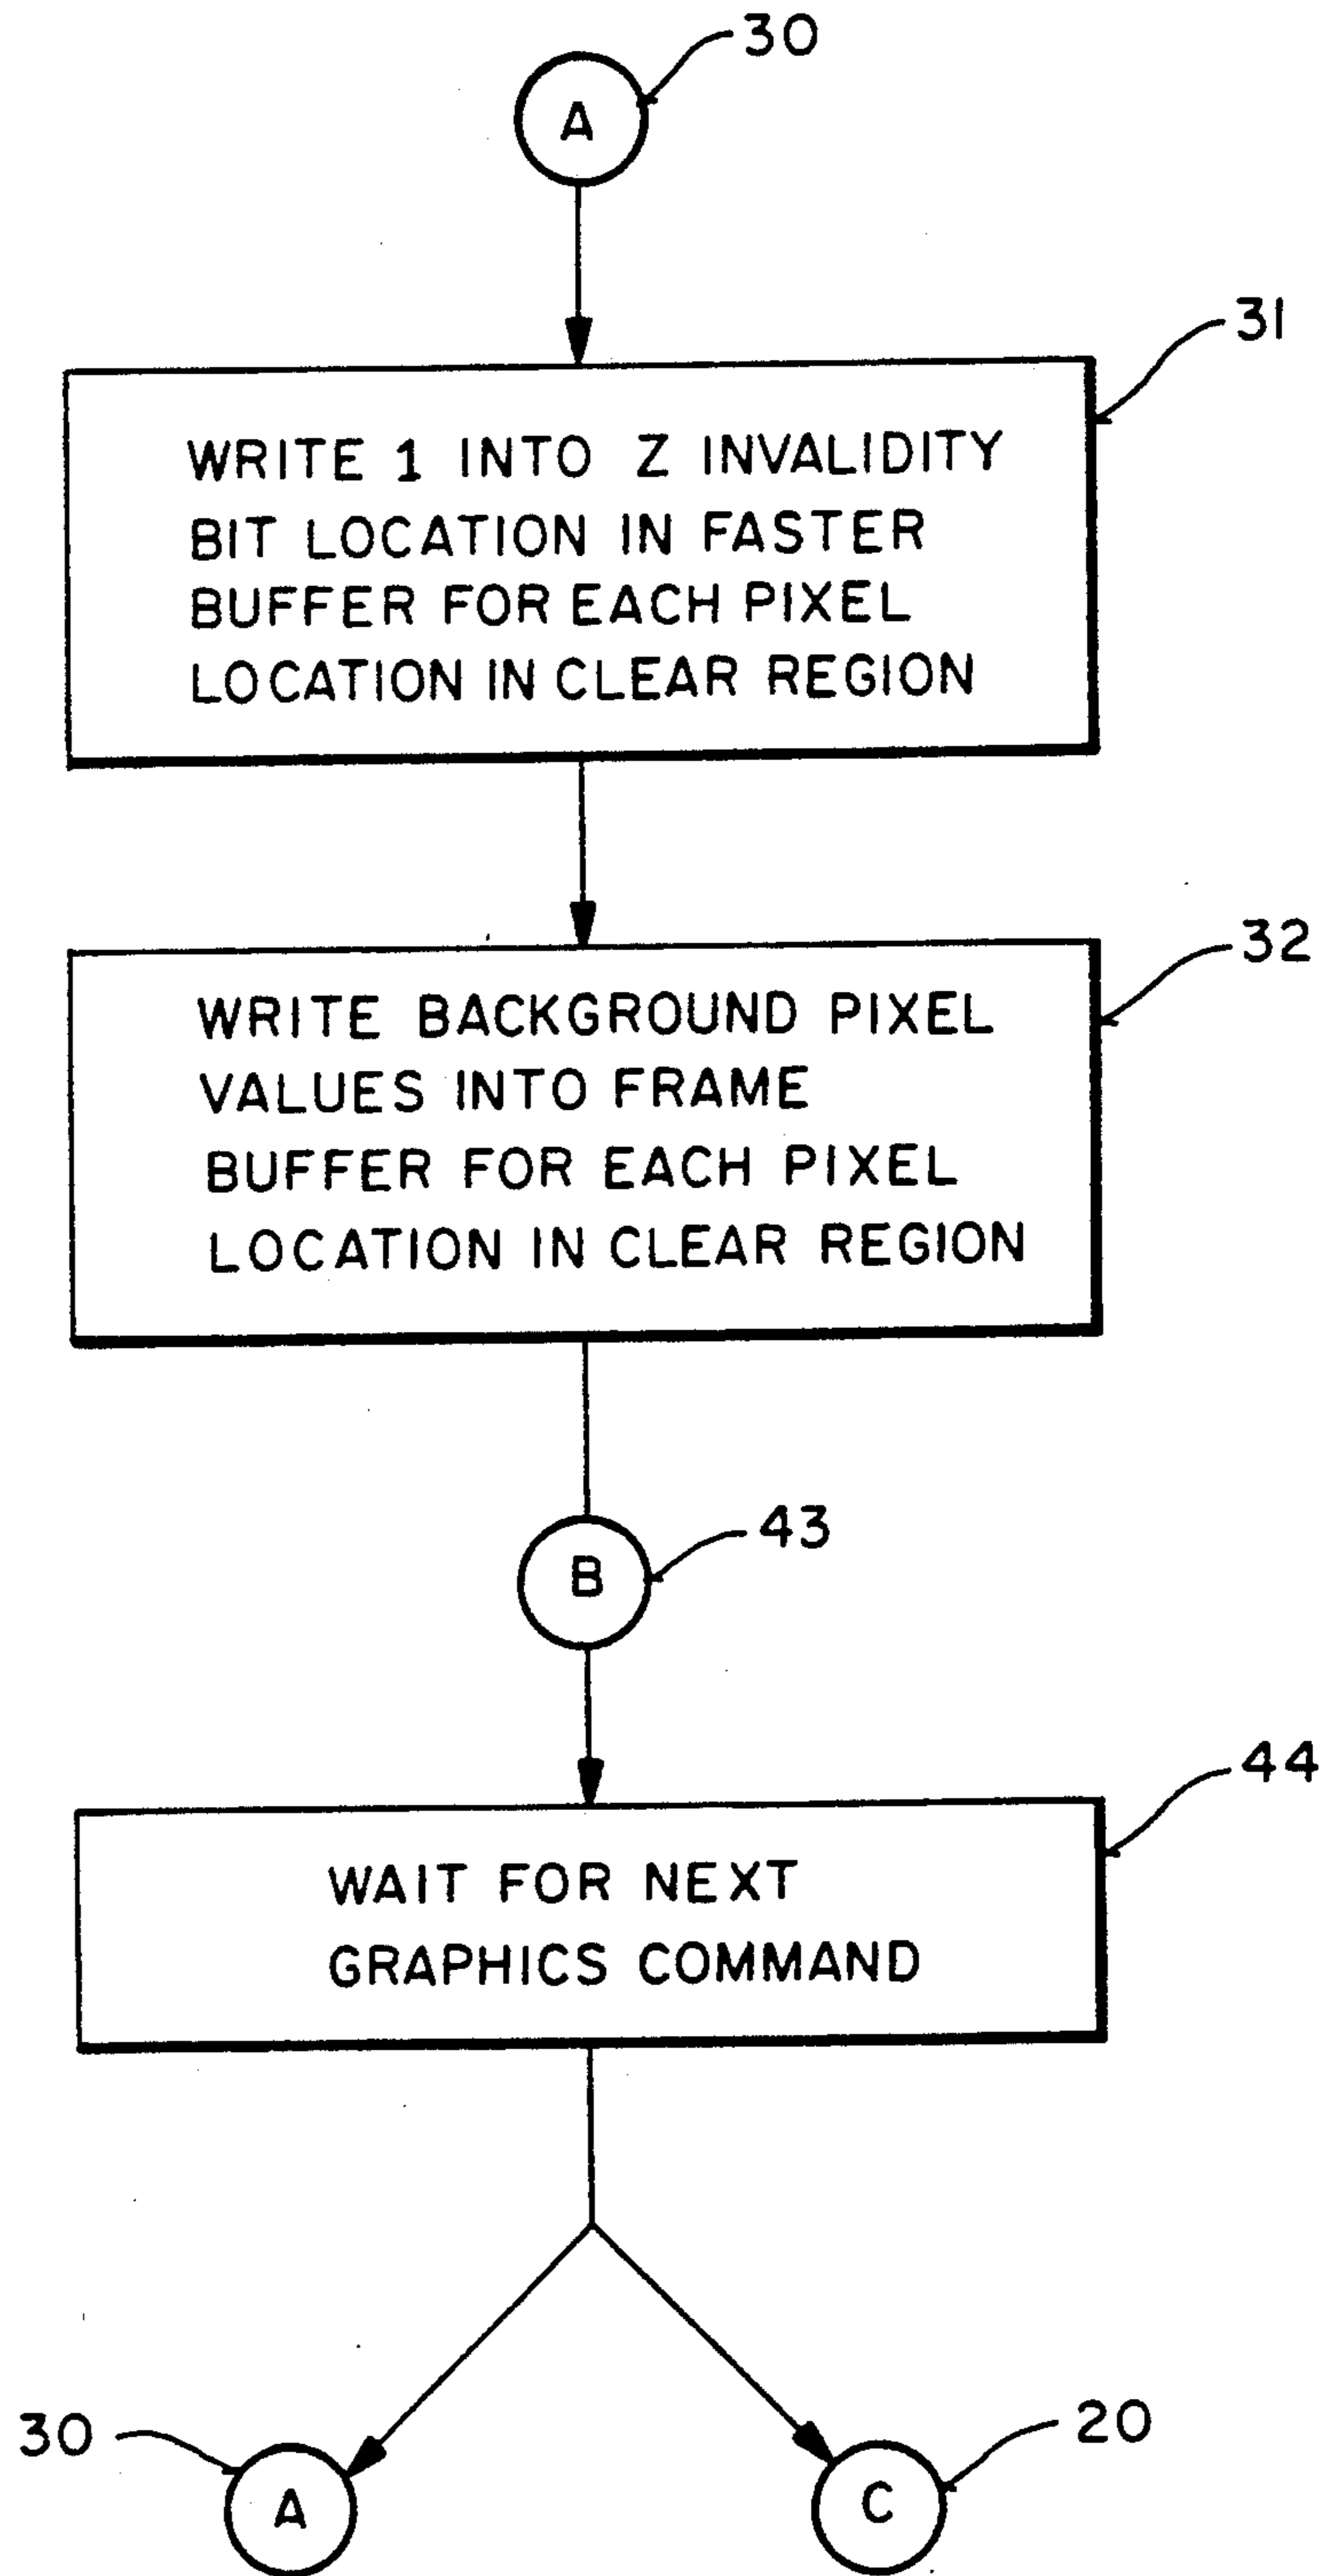 30
A
31
WRITE 1 INTO Z INVALIDITY
BIT LOCATION IN FASTER
BUFFER FOR EACH PIXEL
LOCATION IN CLEAR REGION
32
WRITE BACKGROUND PIXEL
VALUES INTO FRAME
BUFFER FOR EACH PIXEL
LOCATION IN CLEAR REGION
43
B
44
WAIT FOR NEXT
GRAPHICS COMMAND
30
A
20
C